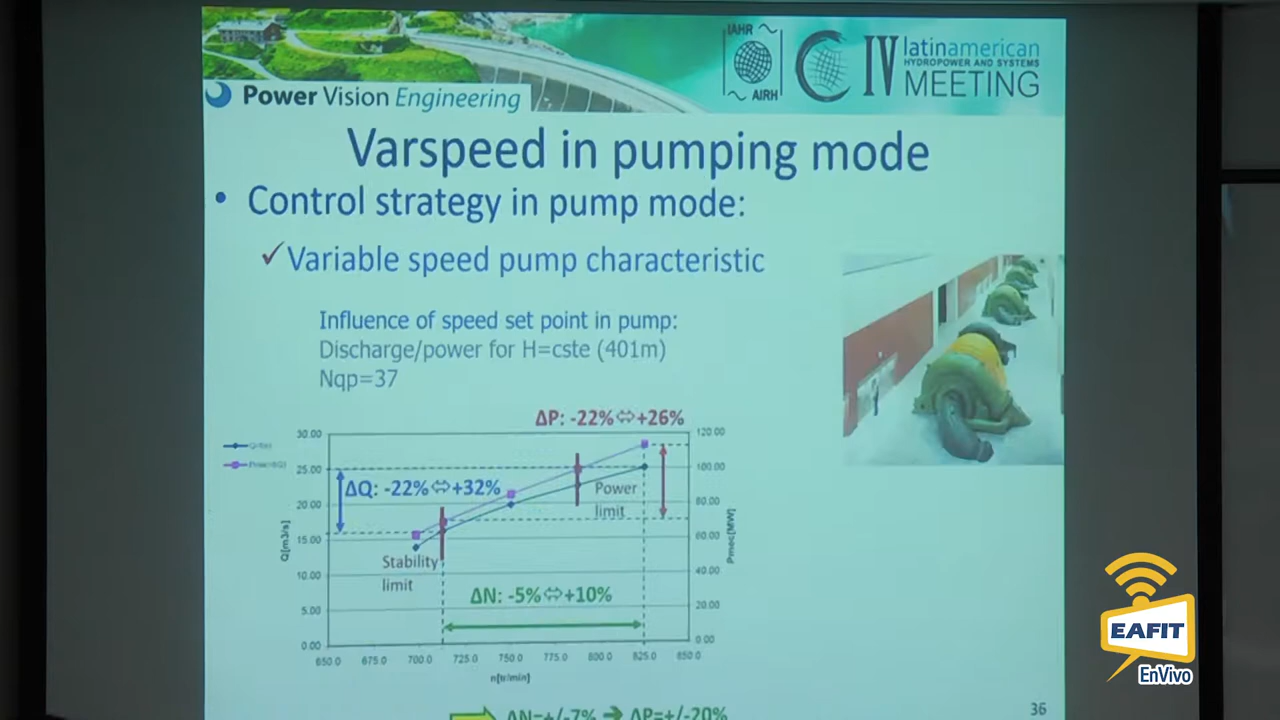 IAHR
AIRH
IV latinamerican
HYDROPOWER AND SYSTEMS
MEETING
Power Vision Engineering
Varspeed in pumping mode
• Control strategy in pump mode:
✓Variable speed pump characteristic
Influence of speed set point in pump:
Discharge/power for H=cste (401m)
Nqp=37
ΔP: -22%⇔+26%
30.00
25.00
20.00
15.00
10.00
5.00
0.00
Q[m3/s]
120.00
100.00
80.00
60.00
40.00
20.00
0.00
Pmec[MW]
ΔQ: -22%⇔+32%
Power
limit
Stability
limit
ΔN: -5%⇔+10%
650.0 675.0 700.0 725.0 750.0 775.0 800.0 825.0 850.0
n[tr/min]
ΔN=+/-7% → ΔP=+/-20%
36
EAFIT
EnVivo